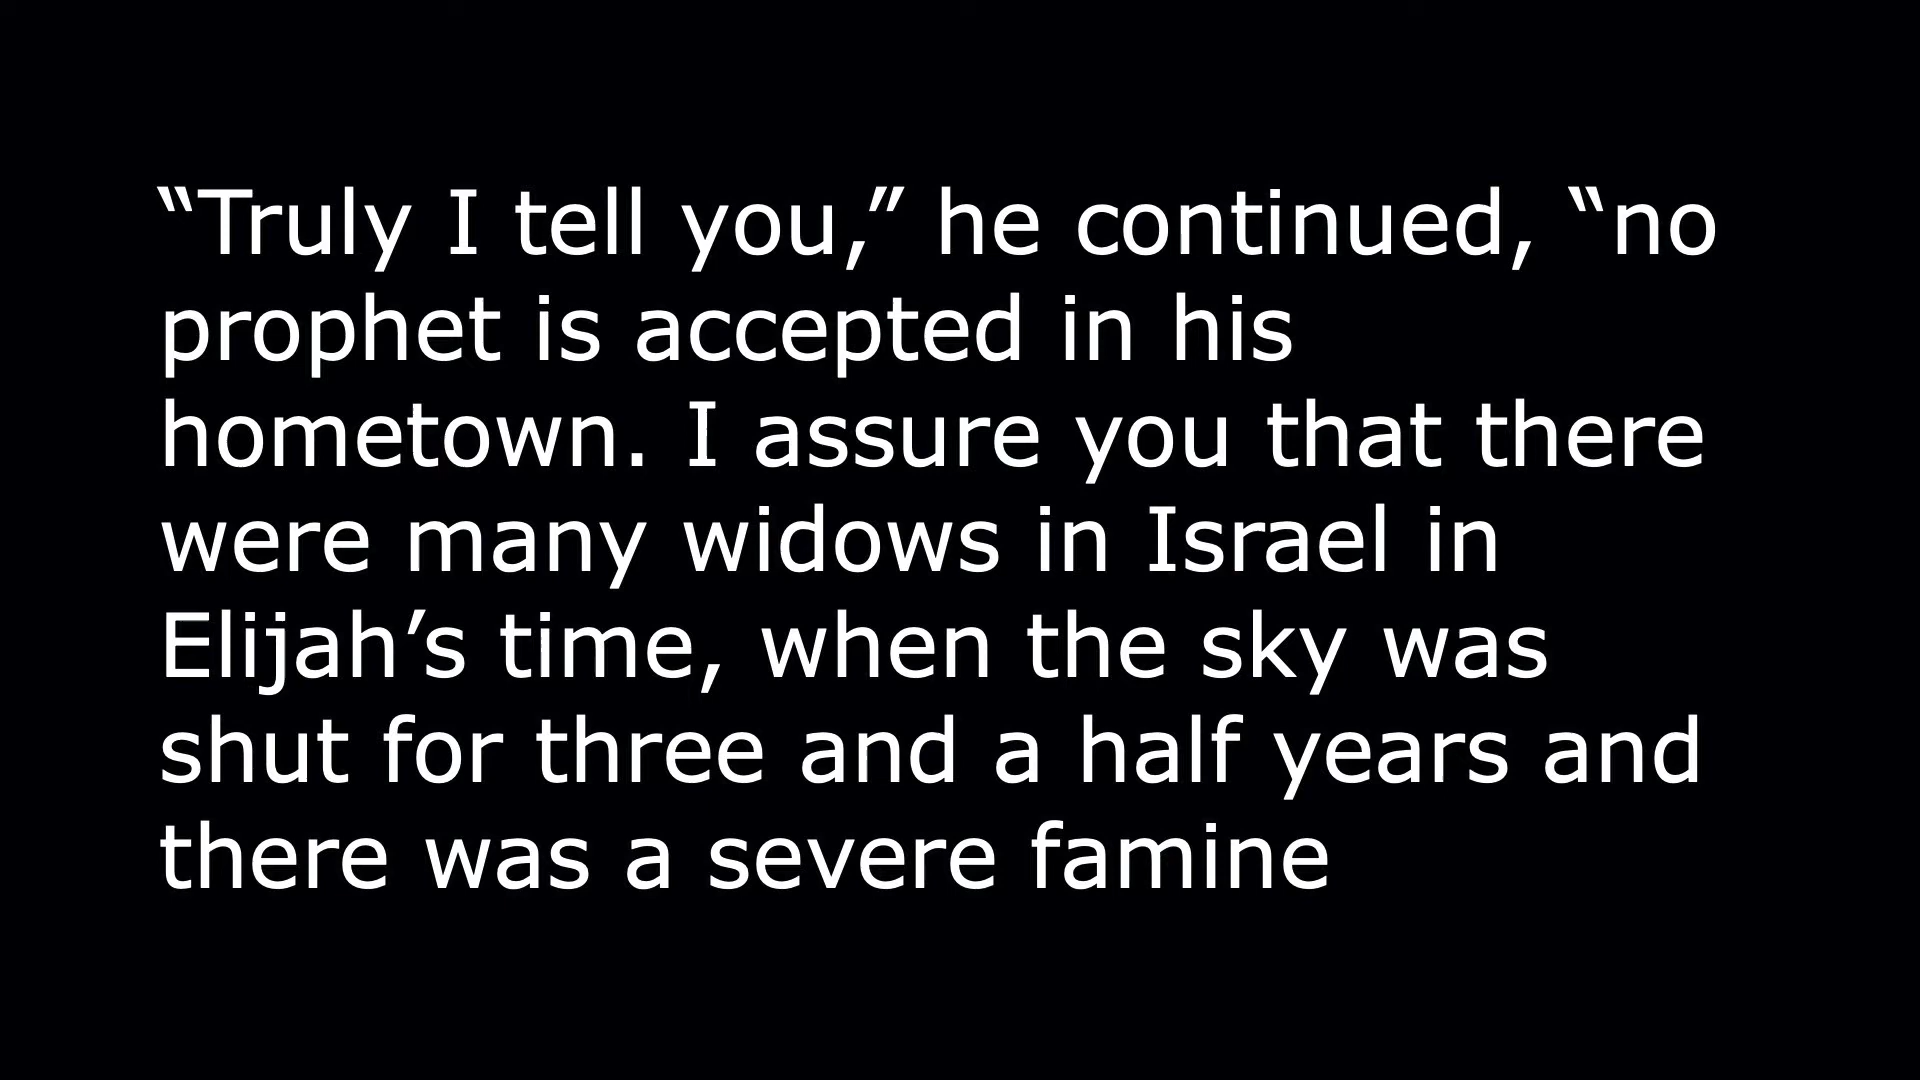 “Truly I tell you,” he continued, “no
prophet is accepted in his
hometown. I assure you that there
were many widows in Israel in
Elijah’s time, when the sky was
shut for three and a half years and
there was a severe famine